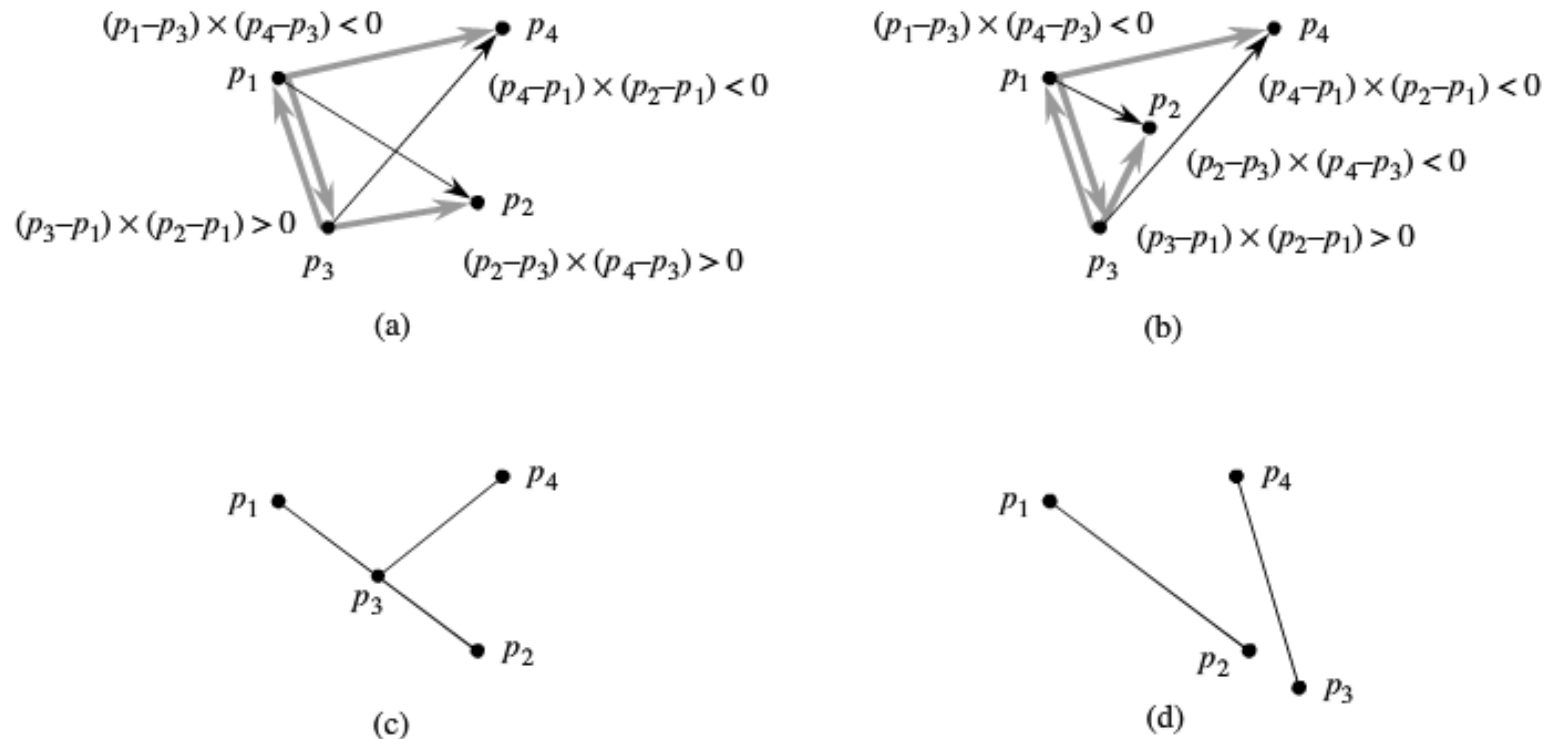 (p₁–p₃) × (p₄–p₃) < 0
p₄
p₁
(p₄–p₁) × (p₂–p₁) < 0
p₂
(p₃–p₁) × (p₂–p₁) > 0
p₃
(p₂–p₃) × (p₄–p₃) > 0
(a)
(p₁–p₃) × (p₄–p₃) < 0
p₄
p₁
(p₄–p₁) × (p₂–p₁) < 0
p₂
(p₂–p₃) × (p₄–p₃) < 0
(p₃–p₁) × (p₂–p₁) > 0
p₃
(b)
p₄
p₁
p₃
p₂
(c)
p₄
p₁
p₂
p₃
(d)